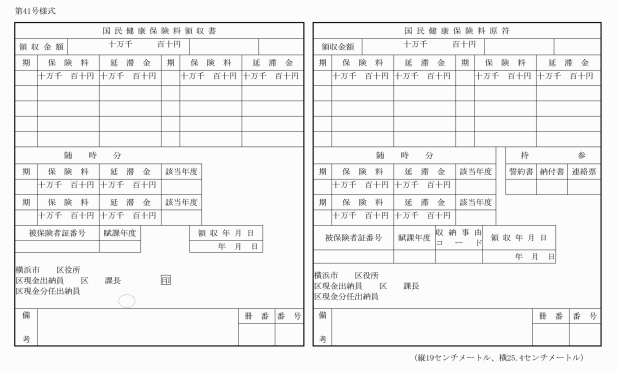 第41号様式
国民健康保険料領収書
領収金額 十万千 百十円
期 保険料 延滞金 期 保険料 延滞金
十万千 百十円 十万千 百十円 十万千 百十円 十万千 百十円
随時分
期 保険料 延滞金 該当年度
十万千 百十円 十万千 百十円
期 保険料 延滞金 該当年度
十万千 百十円 十万千 百十円
被保険者証番号 賦課年度 領収年月日
年 月 日
横浜市 区役所
区現金出納員 区 課長 印
区現金分任出納員
備考 冊番 番号
国民健康保険料原符
領収金額 十万千 百十円
期 保険料 延滞金 期 保険料 延滞金
十万千 百十円 十万千 百十円 十万千 百十円 十万千 百十円
随時分 持参
期 保険料 延滞金 該当年度 誓約書 納付書 連絡票
十万千 百十円 十万千 百十円
期 保険料 延滞金 該当年度
十万千 百十円 十万千 百十円
被保険者証番号 賦課年度 収納事由コード 領収年月日
年 月 日
横浜市 区役所
区現金出納員 区 課長
区現金分任出納員
備考 冊番 番号
(縦19センチメートル、横25.4センチメートル)